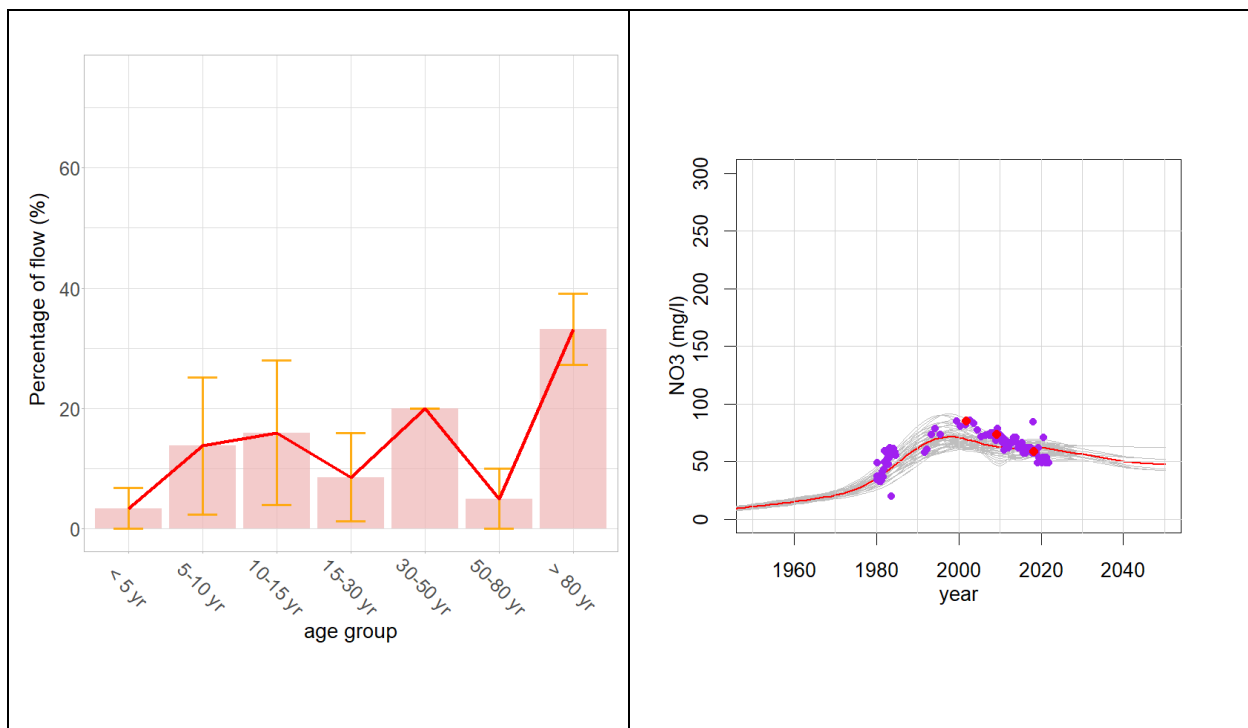 Percentage of flow (%)
60
40
20
0
< 5 yr
5-10 yr
10-15 yr
15-30 yr
30-50 yr
50-80 yr
> 80 yr
age group
NO3 (mg/l)
300
250
200
150
100
50
0
1960 1980 2000 2020 2040
year